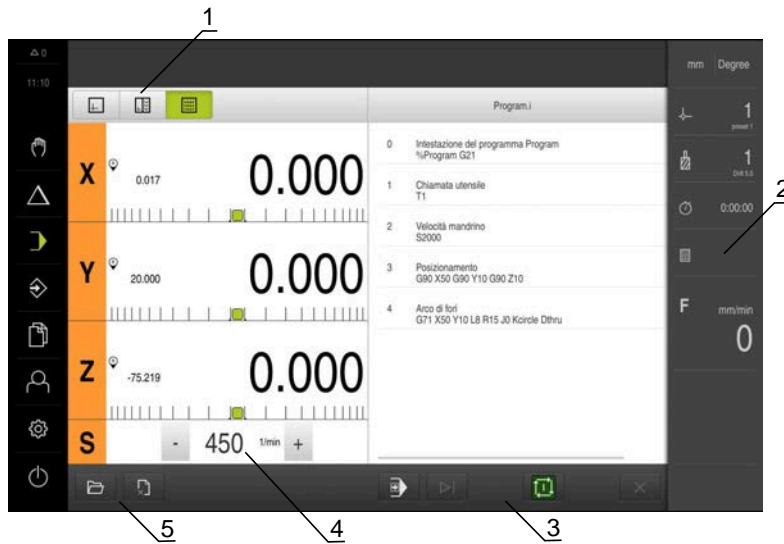 1
△ 0
11:10
mm Degree
Program.i
1
preset 1
1
Drill 5.0
2
0:00:00
F mm/min
0
X 0.017 0.000
Y 20.000 0.000
Z -75.219 0.000
S - 450 1/min +
0 Intestazione del programma Program
%Program G21
1 Chiamata utensile
T1
2 Velocità mandrino
S2000
3 Posizionamento
G90 X50 G90 Y10 G90 Z10
4 Arco di fori
G71 X50 Y10 L8 R15 J0 Kcircle Dthru
5
4
3